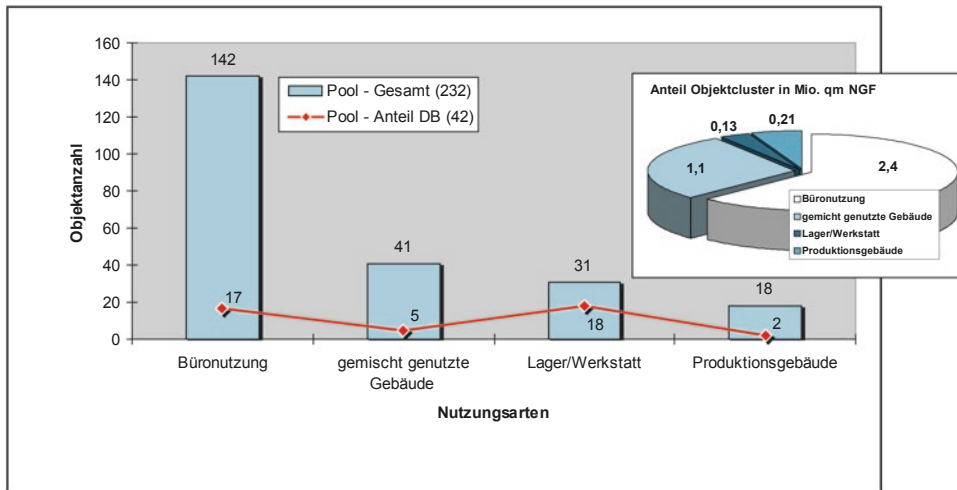 160
140
120
100
80
60
40
20
0
Objektanzahl
142
41
31
18
17
5
18
2
Pool - Gesamt (232)
Pool - Anteil DB (42)
Büronutzung
gemischt genutzte
Gebäude
Lager/Werkstatt
Produktionsgebäude
Nutzungsarten
Anteil Objektcluster in Mio. qm NGF
0,13
0,21
1,1
2,4
Büronutzung
gemicht genutzte Gebäude
Lager/Werkstatt
Produktionsgebäude